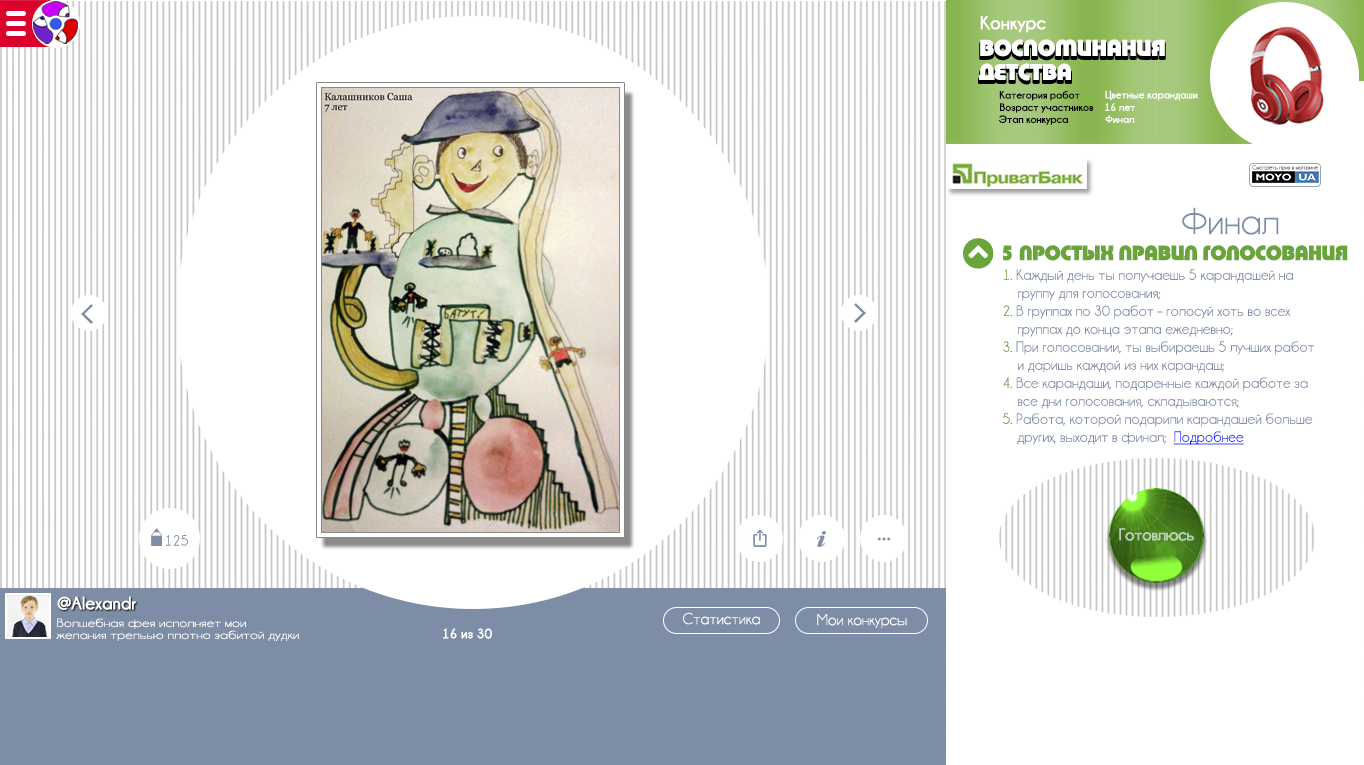 Калашников Саша
7 лет
БАТУТ!
125
@Alexandr
Волшебная фея исполняет мои
желания третьью плотно забитой дудки
16 из 30
Статистика
Мои конкурсы
Конкурс
ВОСПОМИНАНИЯ
ДЕТСТВА
Категория работ Цветные карандаши
Возраст участников 16 лет
Этап конкурса Финал
ПриватБанк
Смотреть приз в магазине
MOYO UA
Финал
5 ПРОСТЫХ ПРАВИЛ ГОЛОСОВАНИЯ
1. Каждый день ты получаешь 5 карандашей на
группу для голосования;
2. В группах по 30 работ - голосуй хоть во всех
группах до конца этапа ежедневно;
3. При голосовании, ты выбираешь 5 лучших работ
и даришь каждой из них карандащ;
4. Все карандаши, подаренные каждой работе за
все дни голосования, складываются;
5. Работа, которой подарили карандашей больше
других, выходит в финал; Подробнее
Готовлюсь